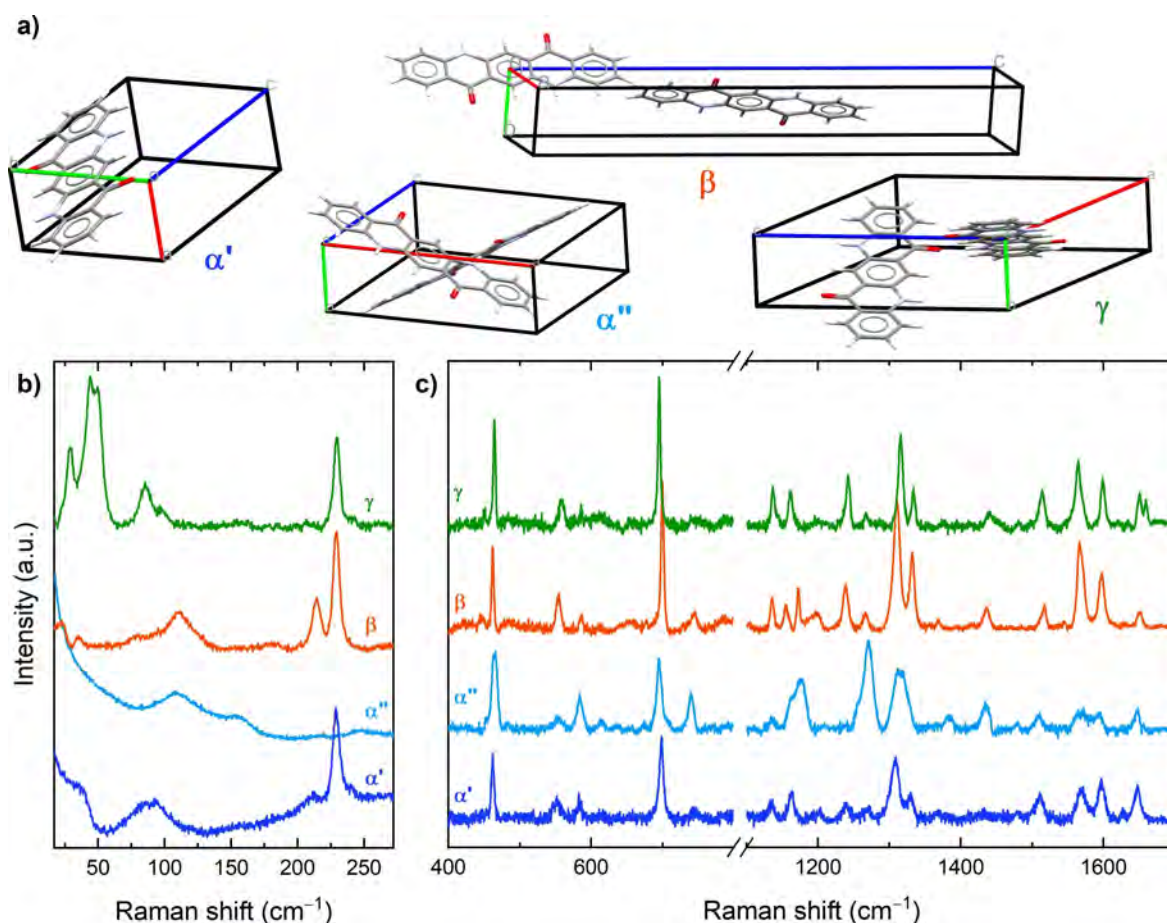 a)
α'
α"
β
γ
b)
c)
γ
β
α"
α'
γ
β
α"
α'
Intensity (a.u.)
50 100 150 200 250
400 600 1200 1400 1600
Raman shift (cm⁻¹)
Raman shift (cm⁻¹)